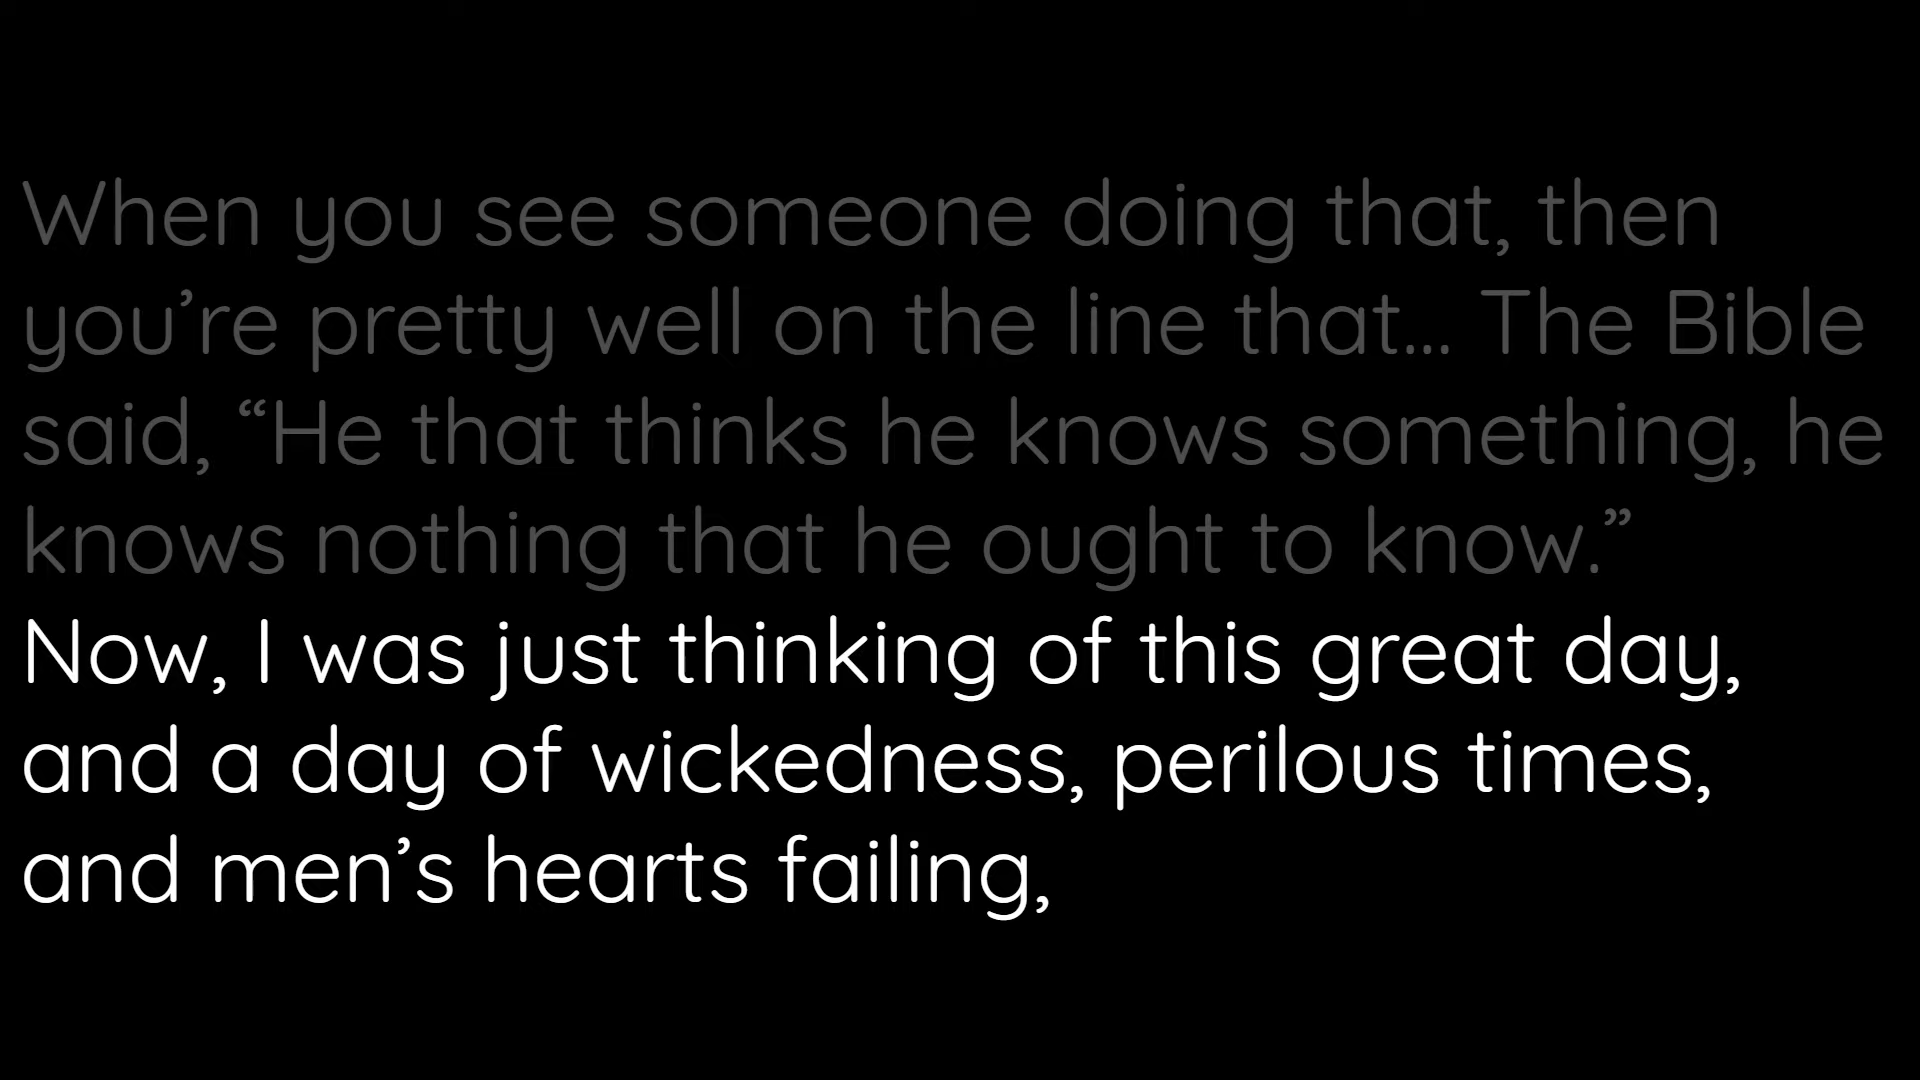 When you see someone doing that, then
you’re pretty well on the line that... The Bible
said, “He that thinks he knows something, he
knows nothing that he ought to know.”
Now, I was just thinking of this great day,
and a day of wickedness, perilous times,
and men’s hearts failing,